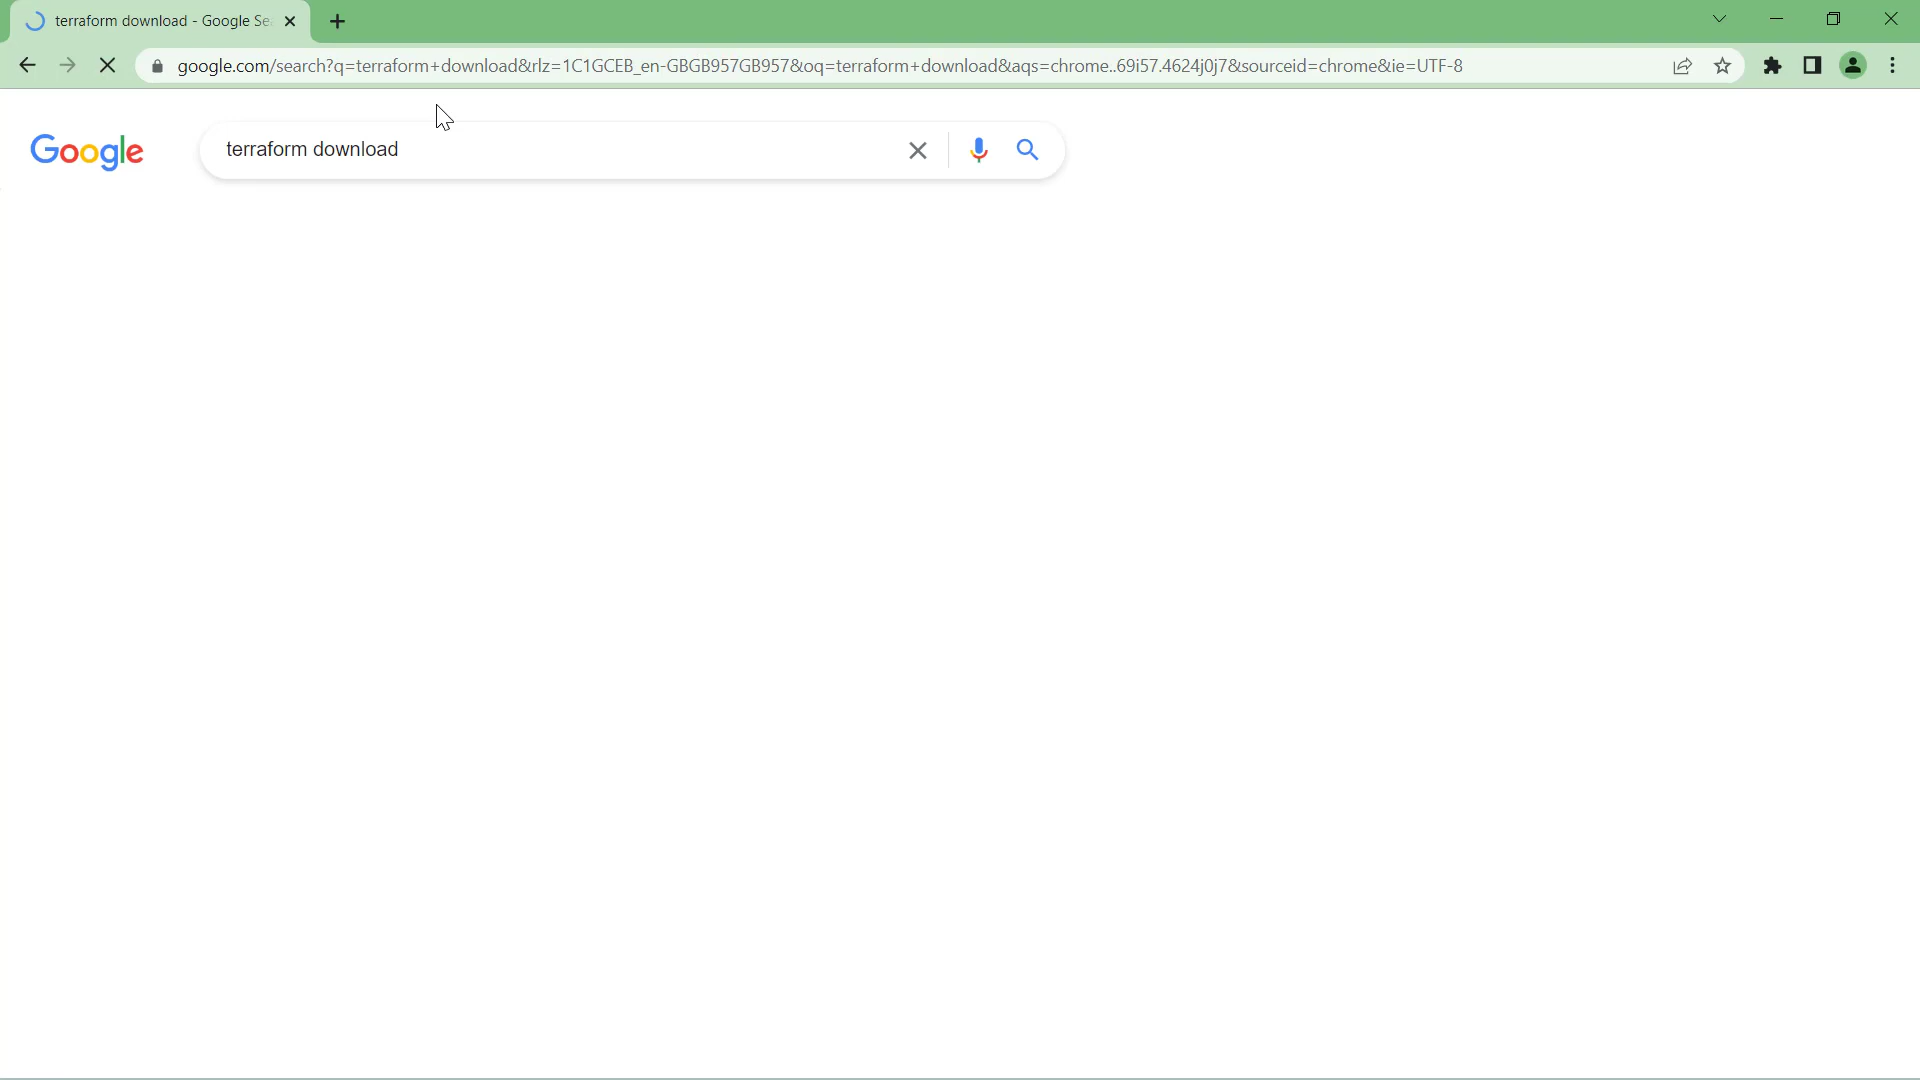 terraform download - Google Se
google.com/search?q=terraform+download&rlz=1C1GCEB_en-GBGB957GB957&oq=terraform+download&aqs=chrome..69i57.4624j0j7&sourceid=chrome&ie=UTF-8
Google
terraform download